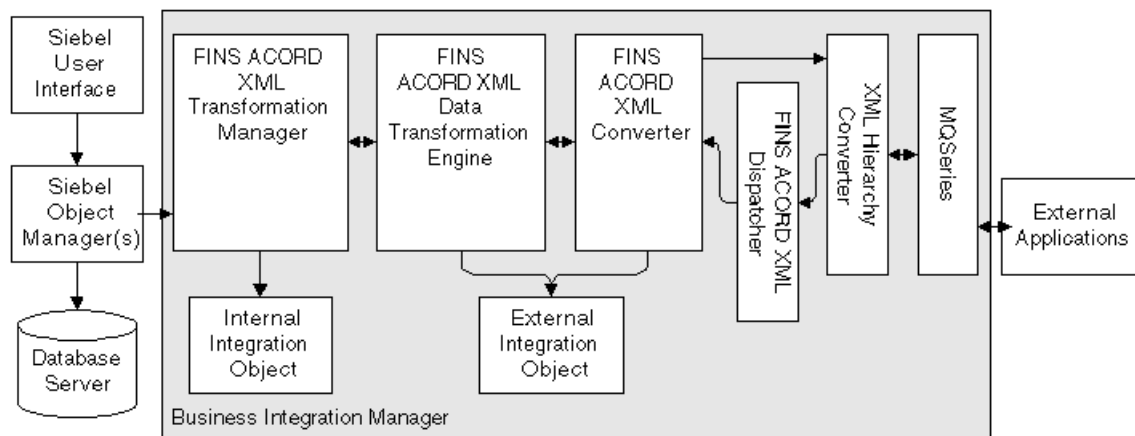 Siebel
User
Interface
Siebel
Object
Manager(s)
Database
Server
FINS ACORD
XML
Transformation
Manager
FINS
ACORD XML
Data
Transformation
Engine
FINS
ACORD
XML
Converter
FINS ACORD XML
Dispatcher
XML Hierarchy
Converter
MQSeries
External
Applications
Internal
Integration
Object
External
Integration
Object
Business Integration Manager